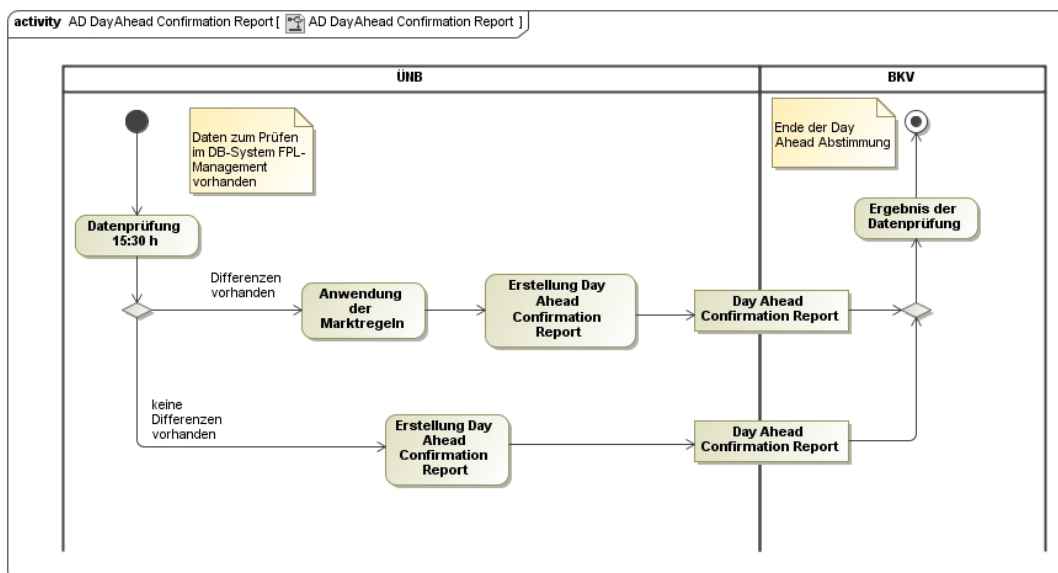 activity AD DayAhead Confirmation Report [ AD DayAhead Confirmation Report ]
ÜNB
BKV
Daten zum Prüfen
im DB-System FPL-
Management
vorhanden
Ende der Day
Ahead Abstimmung
Datenprüfung
15:30 h
Ergebnis der
Datenprüfung
Differenzen
vorhanden
Anwendung
der
Marktregeln
Erstellung Day
Ahead
Confirmation
Report
Day Ahead
Confirmation Report
keine
Differenzen
vorhanden
Erstellung Day
Ahead
Confirmation
Report
Day Ahead
Confirmation Report